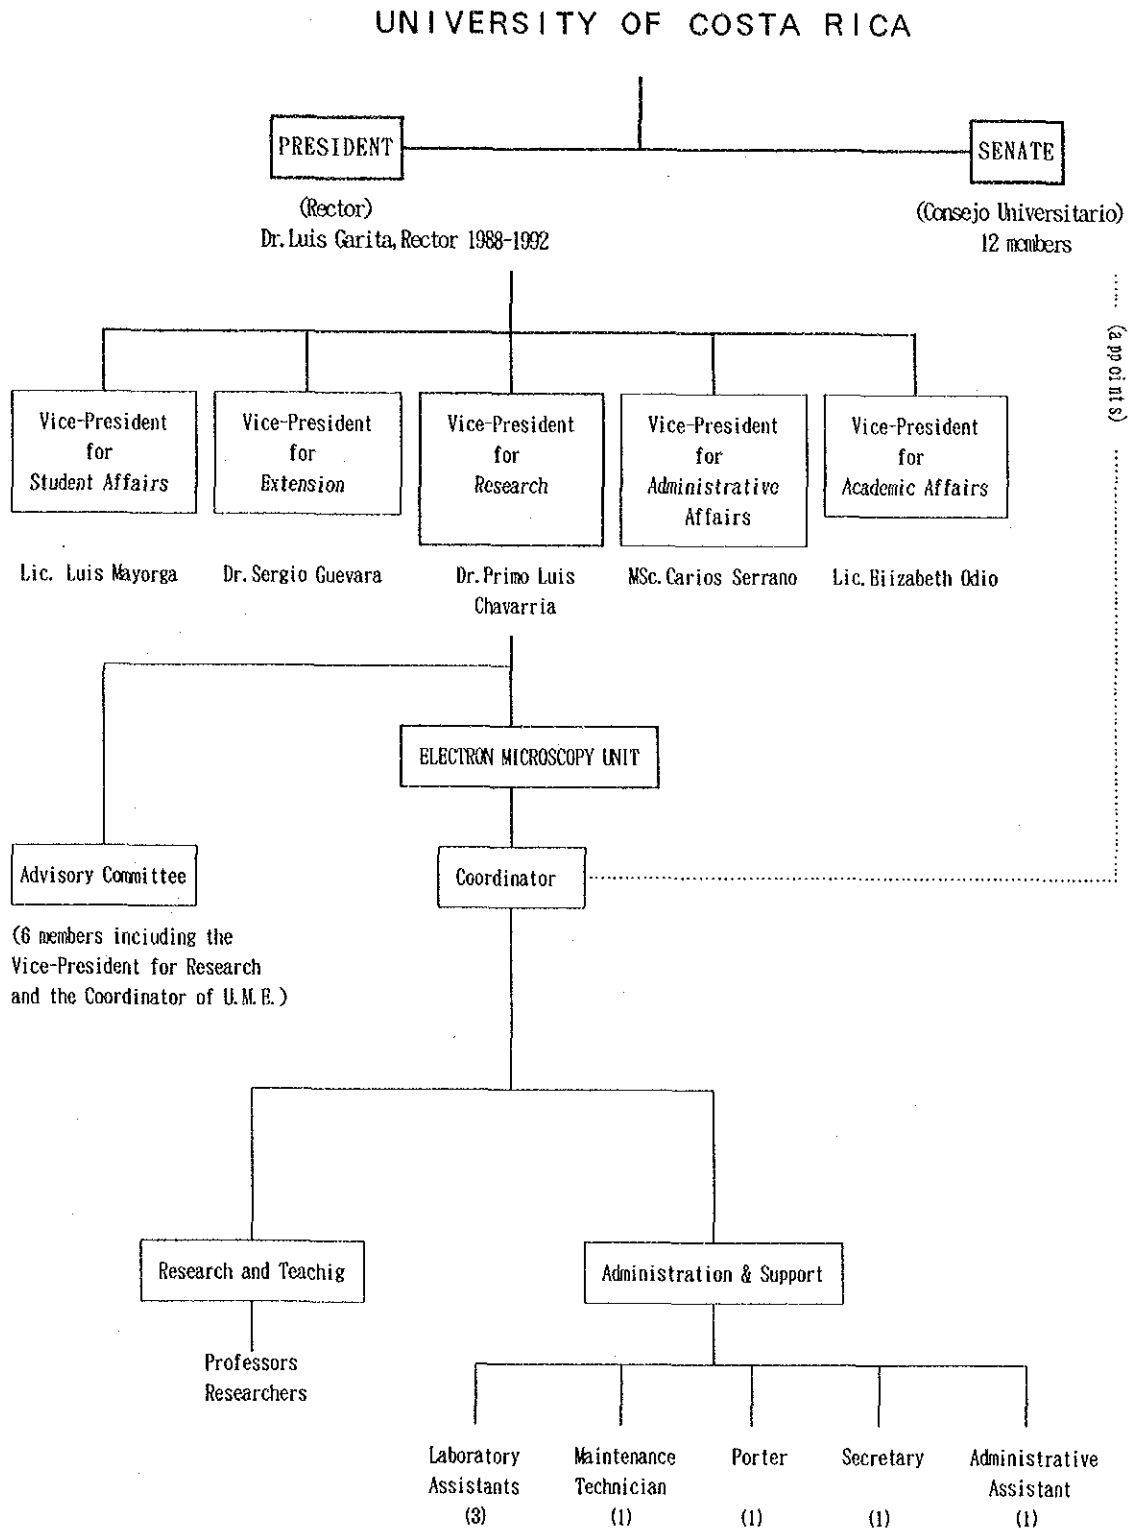 UNIVERSITY OF COSTA RICA
PRESIDENT
SENATE
(Rector)
Dr. Luis Garita, Rector 1988-1992
(Consejo Universitario)
12 members
(appoints)
Vice-President
for
Student Affairs
Vice-President
for
Extension
Vice-President
for
Research
Vice-President
for
Administrative
Affairs
Vice-President
for
Academic Affairs
Lic. Luis Mayorga
Dr. Sergio Guevara
Dr. Primo Luis
Chavarria
MSc. Carios Serrano
Lic. Biizabeth Odio
ELECTRON MICROSCOPY UNIT
Advisory Committee
Coordinator
(6 members inciuding the
Vice-President for Research
and the Coordinator of U.M.E.)
Research and Teachig
Administration & Support
Professors
Researchers
Laboratory
Assistants
(3)
Maintenance
Technician
(1)
Porter
(1)
Secretary
(1)
Administrative
Assistant
(1)